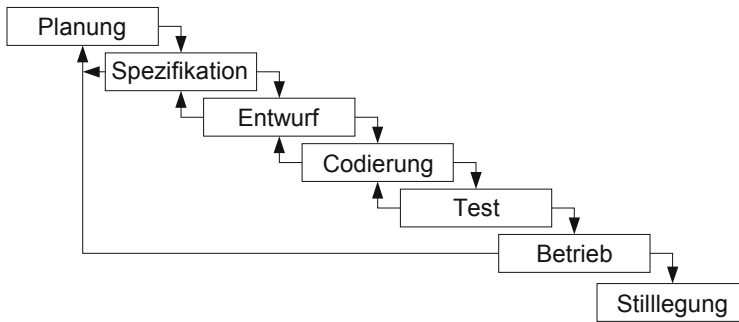 Planung
Spezifikation
Entwurf
Codierung
Test
Betrieb
Stilllegung